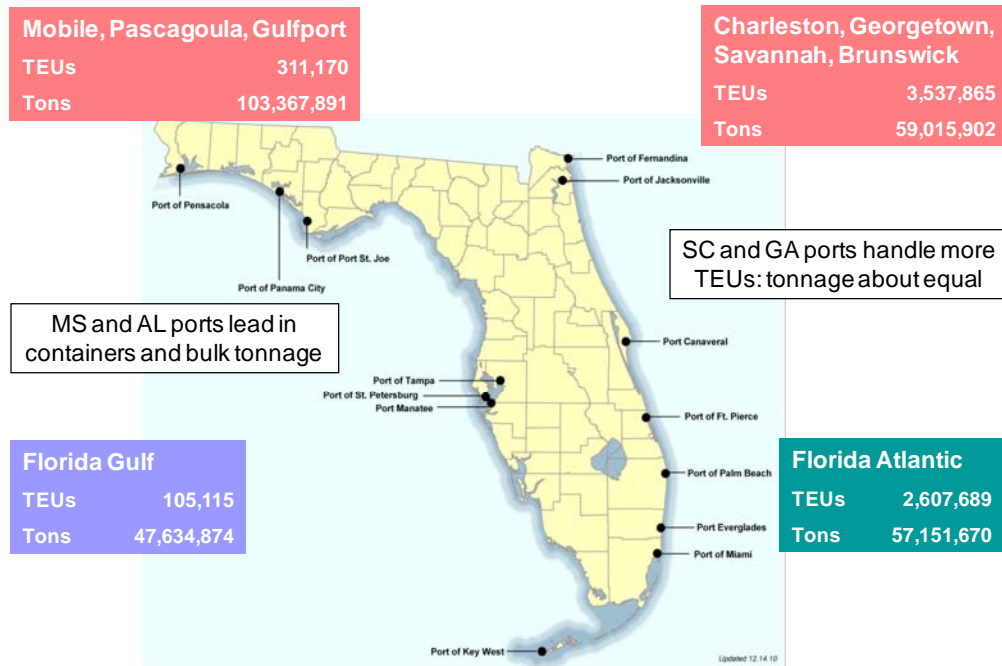 Mobile, Pascagoula, Gulfport
TEUs 311,170
Tons 103,367,891
Charleston, Georgetown,
Savannah, Brunswick
TEUs 3,537,865
Tons 59,015,902
Port of Fernandina
Port of Jacksonville
Port of Pensacola
Port of Port St. Joe
Port of Panama City
SC and GA ports handle more
TEUs: tonnage about equal
MS and AL ports lead in
containers and bulk tonnage
Port Canaveral
Port of Tampa
Port of St. Petersburg
Port Manatee
Port of Ft. Pierce
Florida Gulf
TEUs 105,115
Tons 47,634,874
Port of Palm Beach
Port Everglades
Port of Miami
Florida Atlantic
TEUs 2,607,689
Tons 57,151,670
Port of Key West
Updated 12.14.10